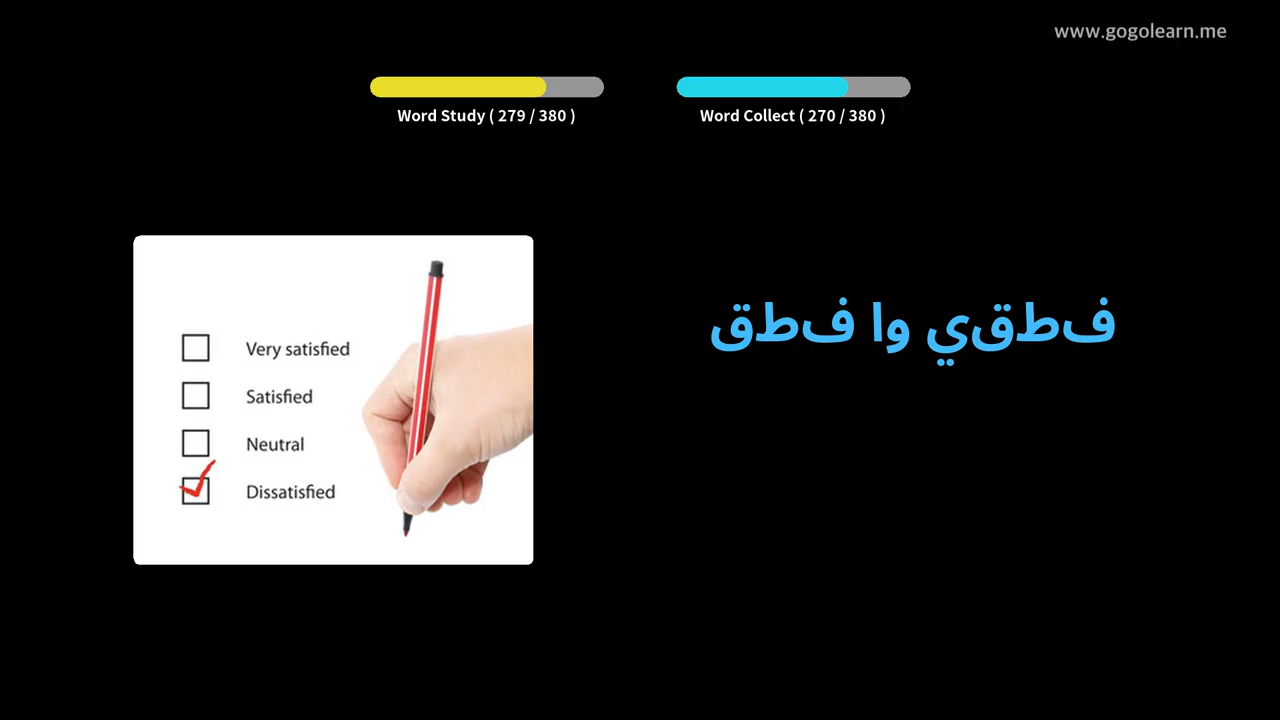 www.gogolearn.me
Word Study ( 279 / 380 )
Word Collect ( 270 / 380 )
فطقي وا فطق
Very satisfied
Satisfied
Neutral
Dissatisfied